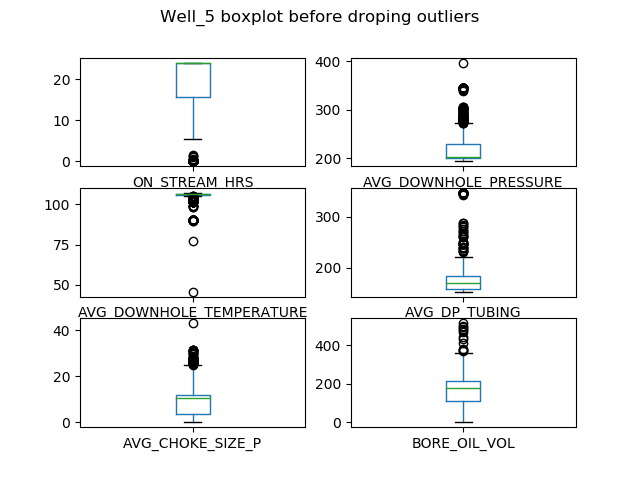 Well_5 boxplot before droping outliers
20
10
0
ON_STREAM_HRS
400
300
200
AVG_DOWNHOLE_PRESSURE
100
75
50
AVG_DOWNHOLE_TEMPERATURE
300
200
AVG_DP_TUBING
40
20
0
AVG_CHOKE_SIZE_P
400
200
0
BORE_OIL_VOL